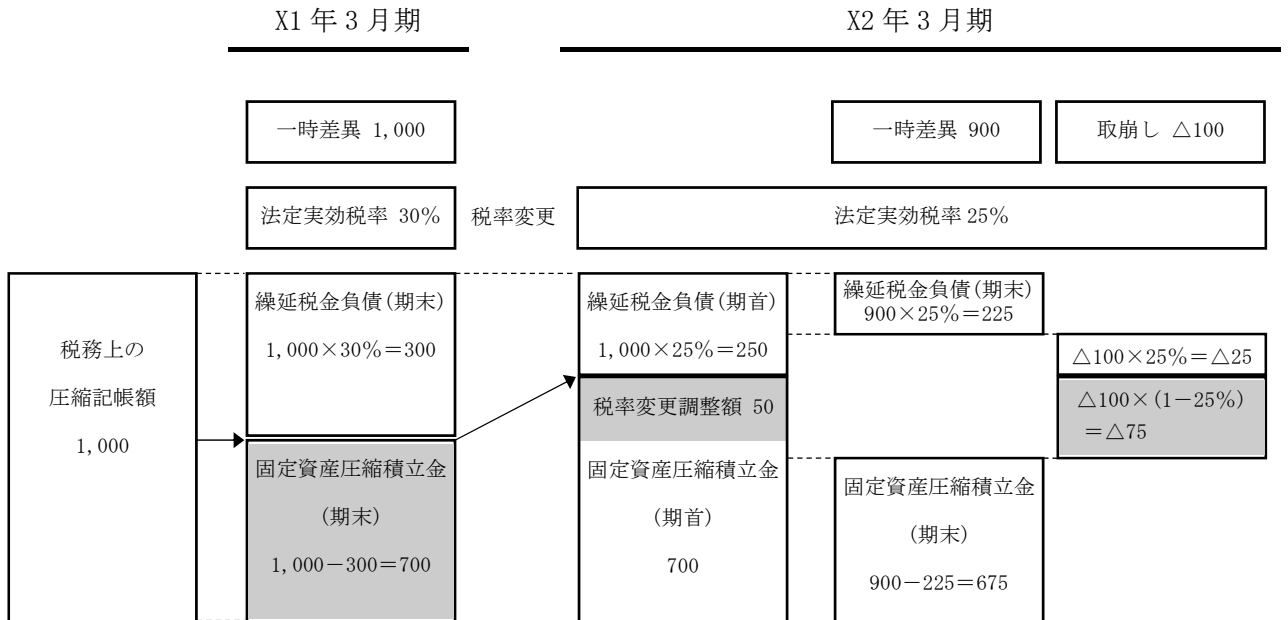 X1年3月期
X2年3月期
一時差異 1,000
一時差異 900
取崩し △100
法定実効税率 30%
税率変更
法定実効税率25%
税務上の
圧縮記帳額
1,000
繰延税金負債(期末)
1,000×30%=300
固定資産圧縮積立金
(期末)
1,000-300=700
繰延税金負債(期首)
1,000×25%=250
税率変更調整額 50
固定資産圧縮積立金
(期首)
700
繰延税金負債(期末)
900×25%=225
固定資産圧縮積立金
(期末)
900-225=675
△100×25%=△25
△100×(1-25%)
=△75